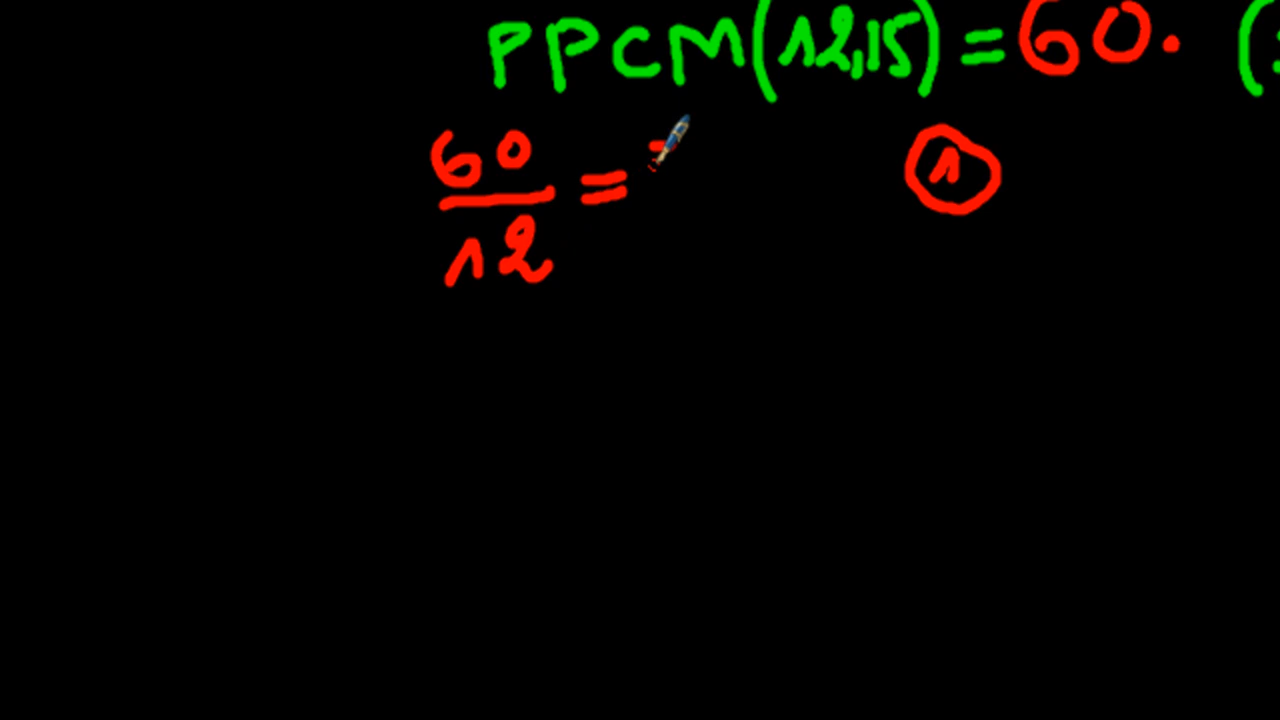 PPCM(12,15) = 60. (
60/12 = 
1